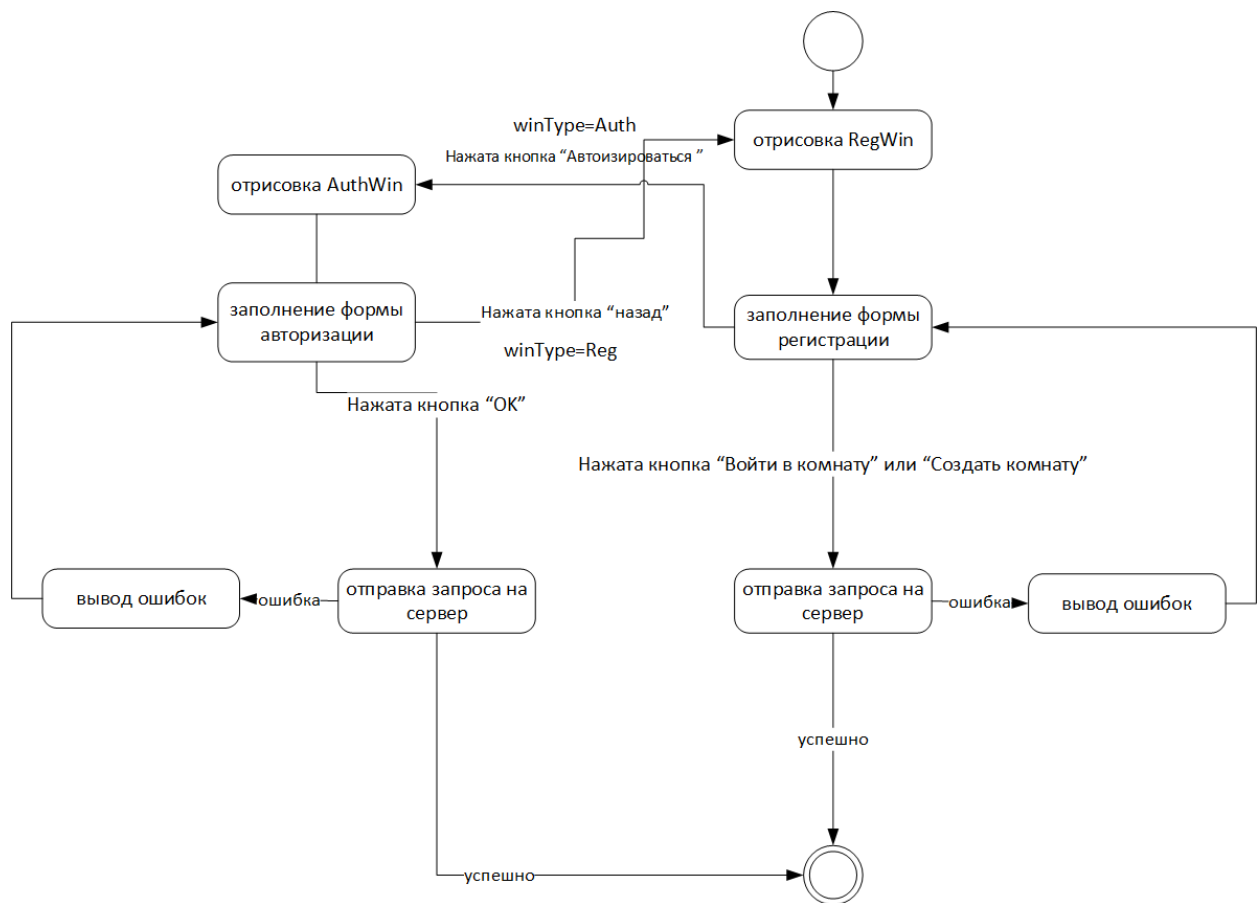 winType=Auth
отрисовка RegWin
Нажата кнопка “Автоизироваться ”
отрисовка AuthWin
заполнение формы
авторизации
Нажата кнопка “назад”
winType=Reg
заполнение формы
регистрации
Нажата кнопка “OK”
Нажата кнопка “Войти в комнату” или “Создать комнату”
вывод ошибок
ошибка
отправка запроса на
сервер
отправка запроса на
сервер
ошибка
вывод ошибок
успешно
успешно